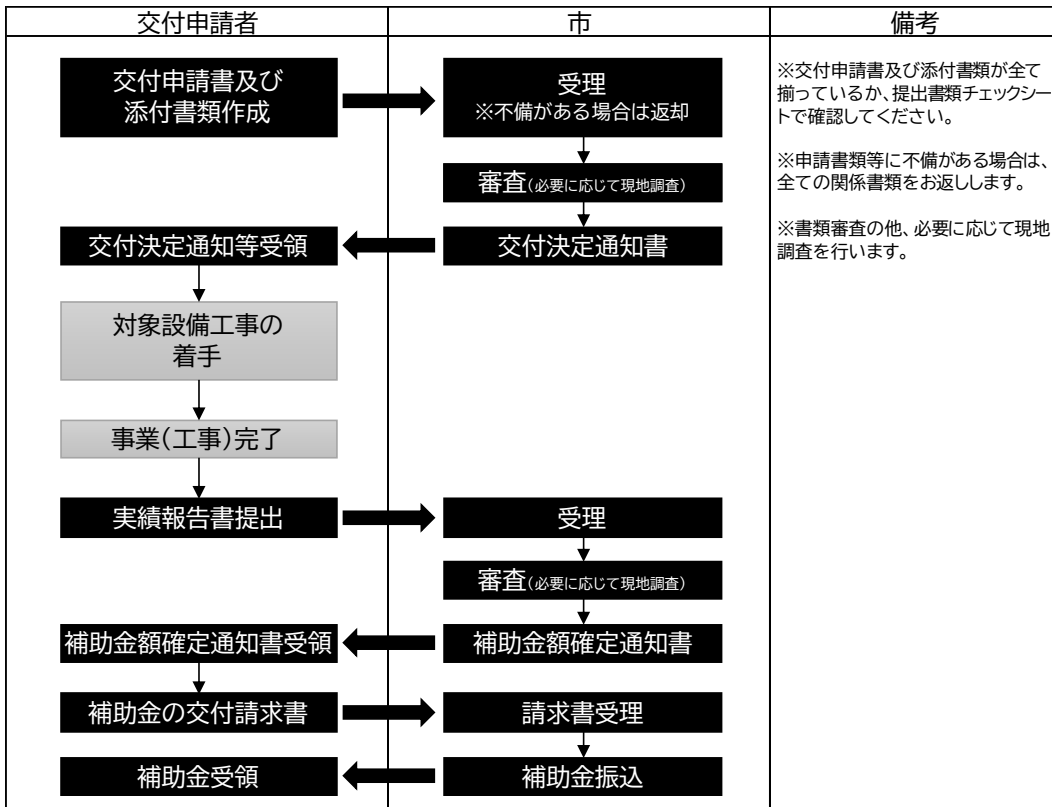 交付申請者
市
備考
交付申請書及び
添付書類作成
受理
※不備がある場合は返却
※交付申請書及び添付書類が全て
揃っているか、提出書類チェックシー
トで確認してください。
※申請書類等に不備がある場合は、
全ての関係書類をお返しします。
※書類審査の他、必要に応じて現地
調査を行います。
審査(必要に応じて現地調査)
交付決定通知書
交付決定通知等受領
対象設備工事の
着手
事業(工事)完了
実績報告書提出
受理
審査(必要に応じて現地調査)
補助金額確定通知書
補助金額確定通知書受領
補助金の交付請求書
請求書受理
補助金振込
補助金受領